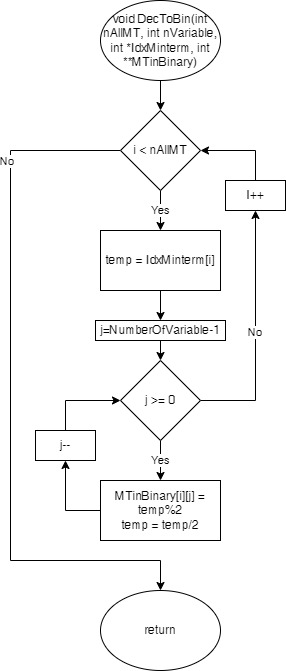 void DecToBin(int
nAllMT, int nVariable,
int *IdxMinterm, int
**MTinBinary)
i < nAllMT
I++
No
Yes
temp = IdxMinterm[i]
j=NumberOfVariable-1
No
j >= 0
j--
Yes
MTinBinary[i][j] =
temp%2
temp = temp/2
return